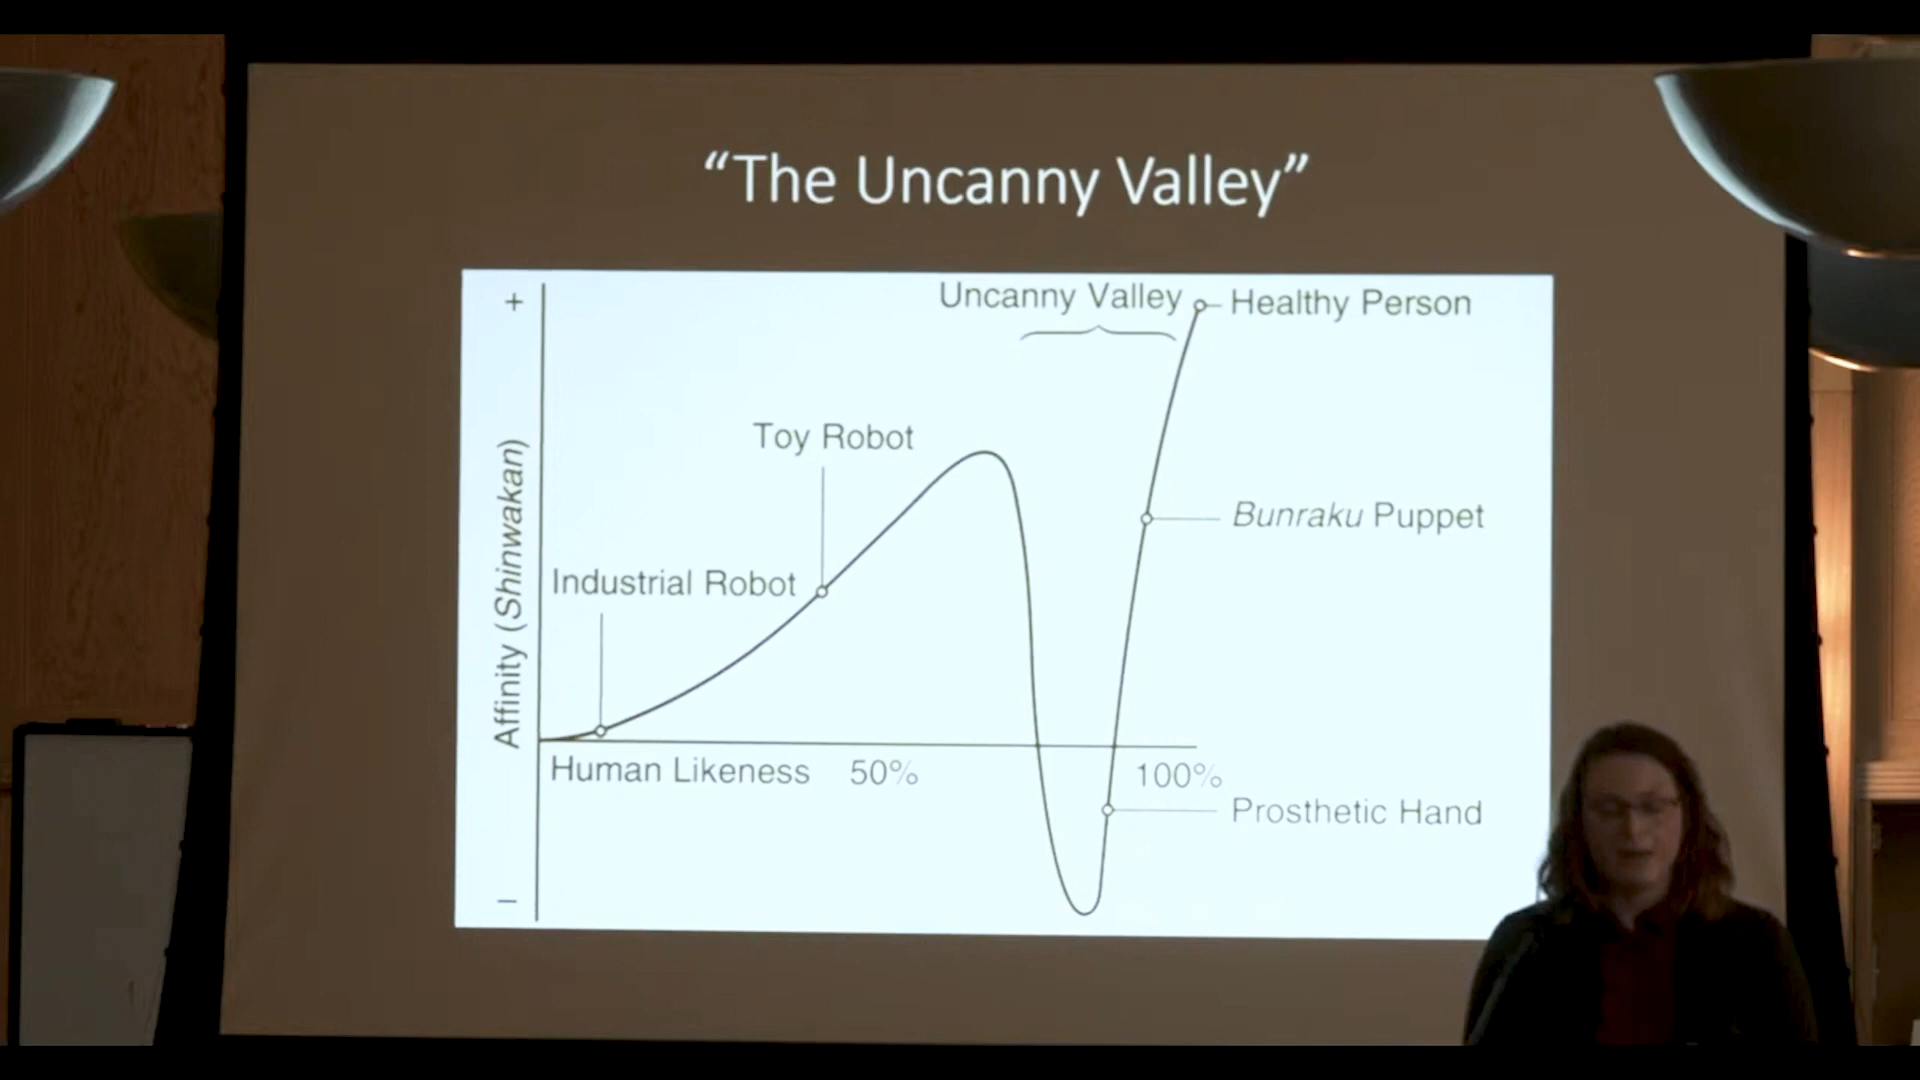 “The Uncanny Valley”
+
Uncanny Valley
Healthy Person
Toy Robot
Bunraku Puppet
Industrial Robot
Affinity (Shinwakan)
Human Likeness 50% 100%
Prosthetic Hand
–